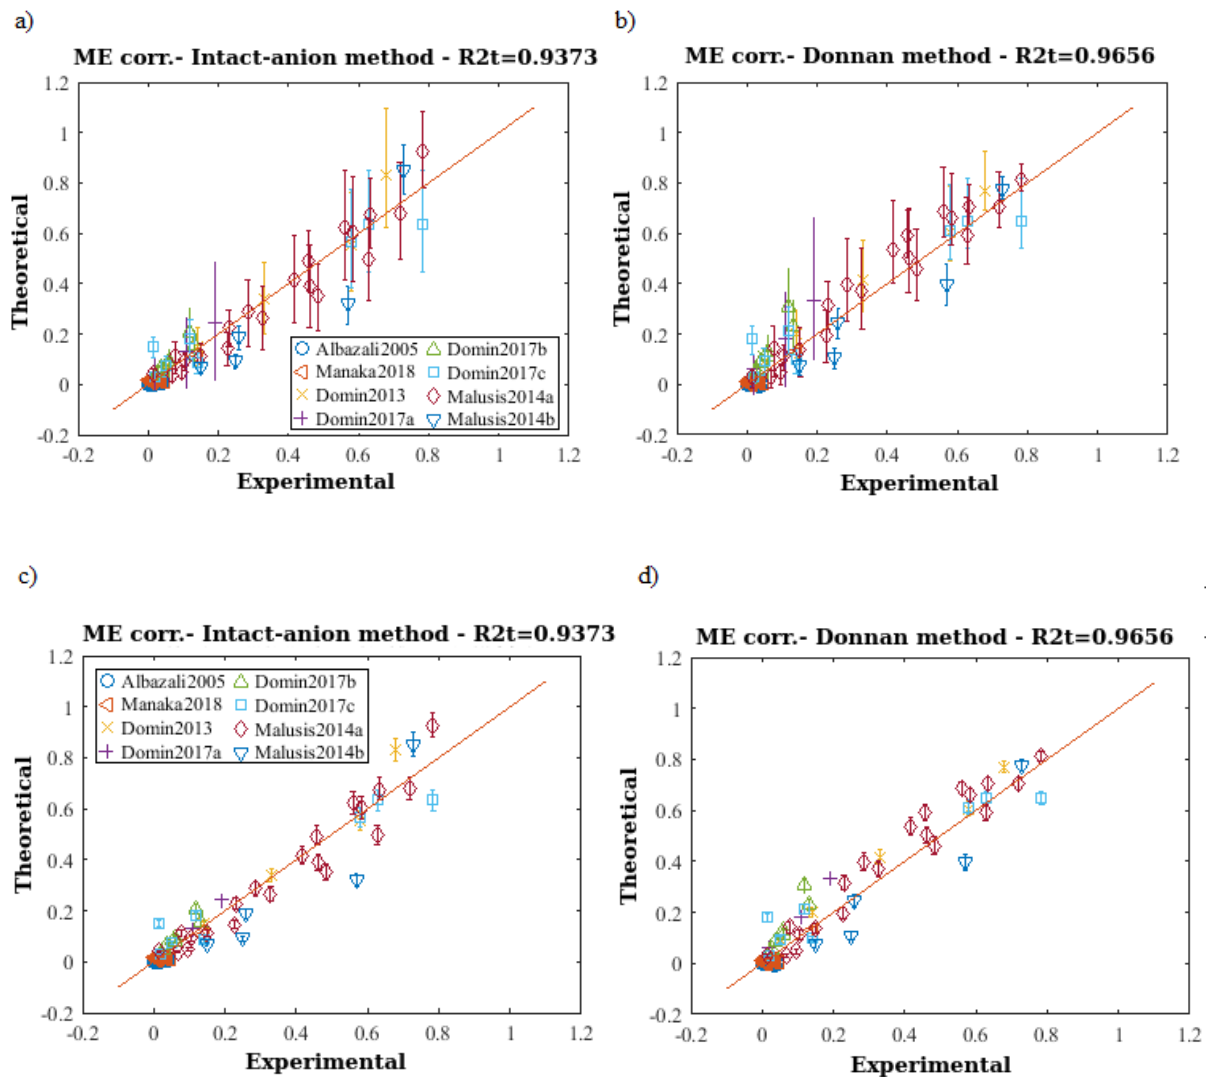 a)
ME corr.- Intact-anion method - R2t=0.9373
1.2
1
0.8
0.6
0.4
0.2
0
-0.2
Theoretical
Albazali2005
Manaka2018
Domin2013
Domin2017a
Domin2017b
Domin2017c
Malusis2014a
Malusis2014b
-0.2 0 0.2 0.4 0.6 0.8 1 1.2
Experimental
b)
ME corr.- Donnan method - R2t=0.9656
1.2
1
0.8
0.6
0.4
0.2
0
-0.2
Theoretical
-0.2 0 0.2 0.4 0.6 0.8 1 1.2
Experimental
c)
ME corr.- Intact-anion method - R2t=0.9373
1.2
1
0.8
0.6
0.4
0.2
0
-0.2
Theoretical
Albazali2005
Manaka2018
Domin2013
Domin2017a
Domin2017b
Domin2017c
Malusis2014a
Malusis2014b
-0.2 0 0.2 0.4 0.6 0.8 1 1.2
Experimental
d)
ME corr.- Donnan method - R2t=0.9656
1.2
1
0.8
0.6
0.4
0.2
0
-0.2
Theoretical
-0.2 0 0.2 0.4 0.6 0.8 1 1.2
Experimental